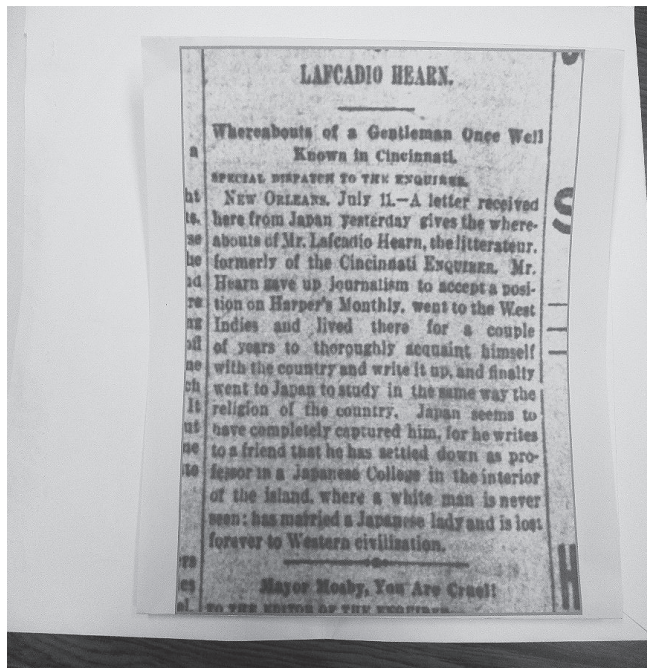 LAFCADIO HEARN.
Whereabouts of a Gentleman Once Well
Known in Cincinnati.
SPECIAL DISPATCH TO THE ENQUIRER.
NEW ORLEANS, July 11.—A letter received
here from Japan yesterday gives the where-
abouts of Mr. Lafcadio Hearn, the litterateur,
formerly of the Cincinnati ENQUIRER. Mr.
Hearn gave up journalism to accept a posi-
tion on Harper's Monthly, went to the West
Indies and lived there for a couple
of years to thoroughly acquaint himself
with the country and write it up, and finally
went to Japan to study in the same way the
religion of the country. Japan seems to
have completely captured him, for he writes
to a friend that he has settled down as pro-
fessor in a Japanese College in the interior
of the island, where a white man is never
seen; has married a Japanese lady and is lost
forever to Western civilization.
Mayor Mosby, You Are Cruel!
TO THE EDITOR OF THE ENQUIRER